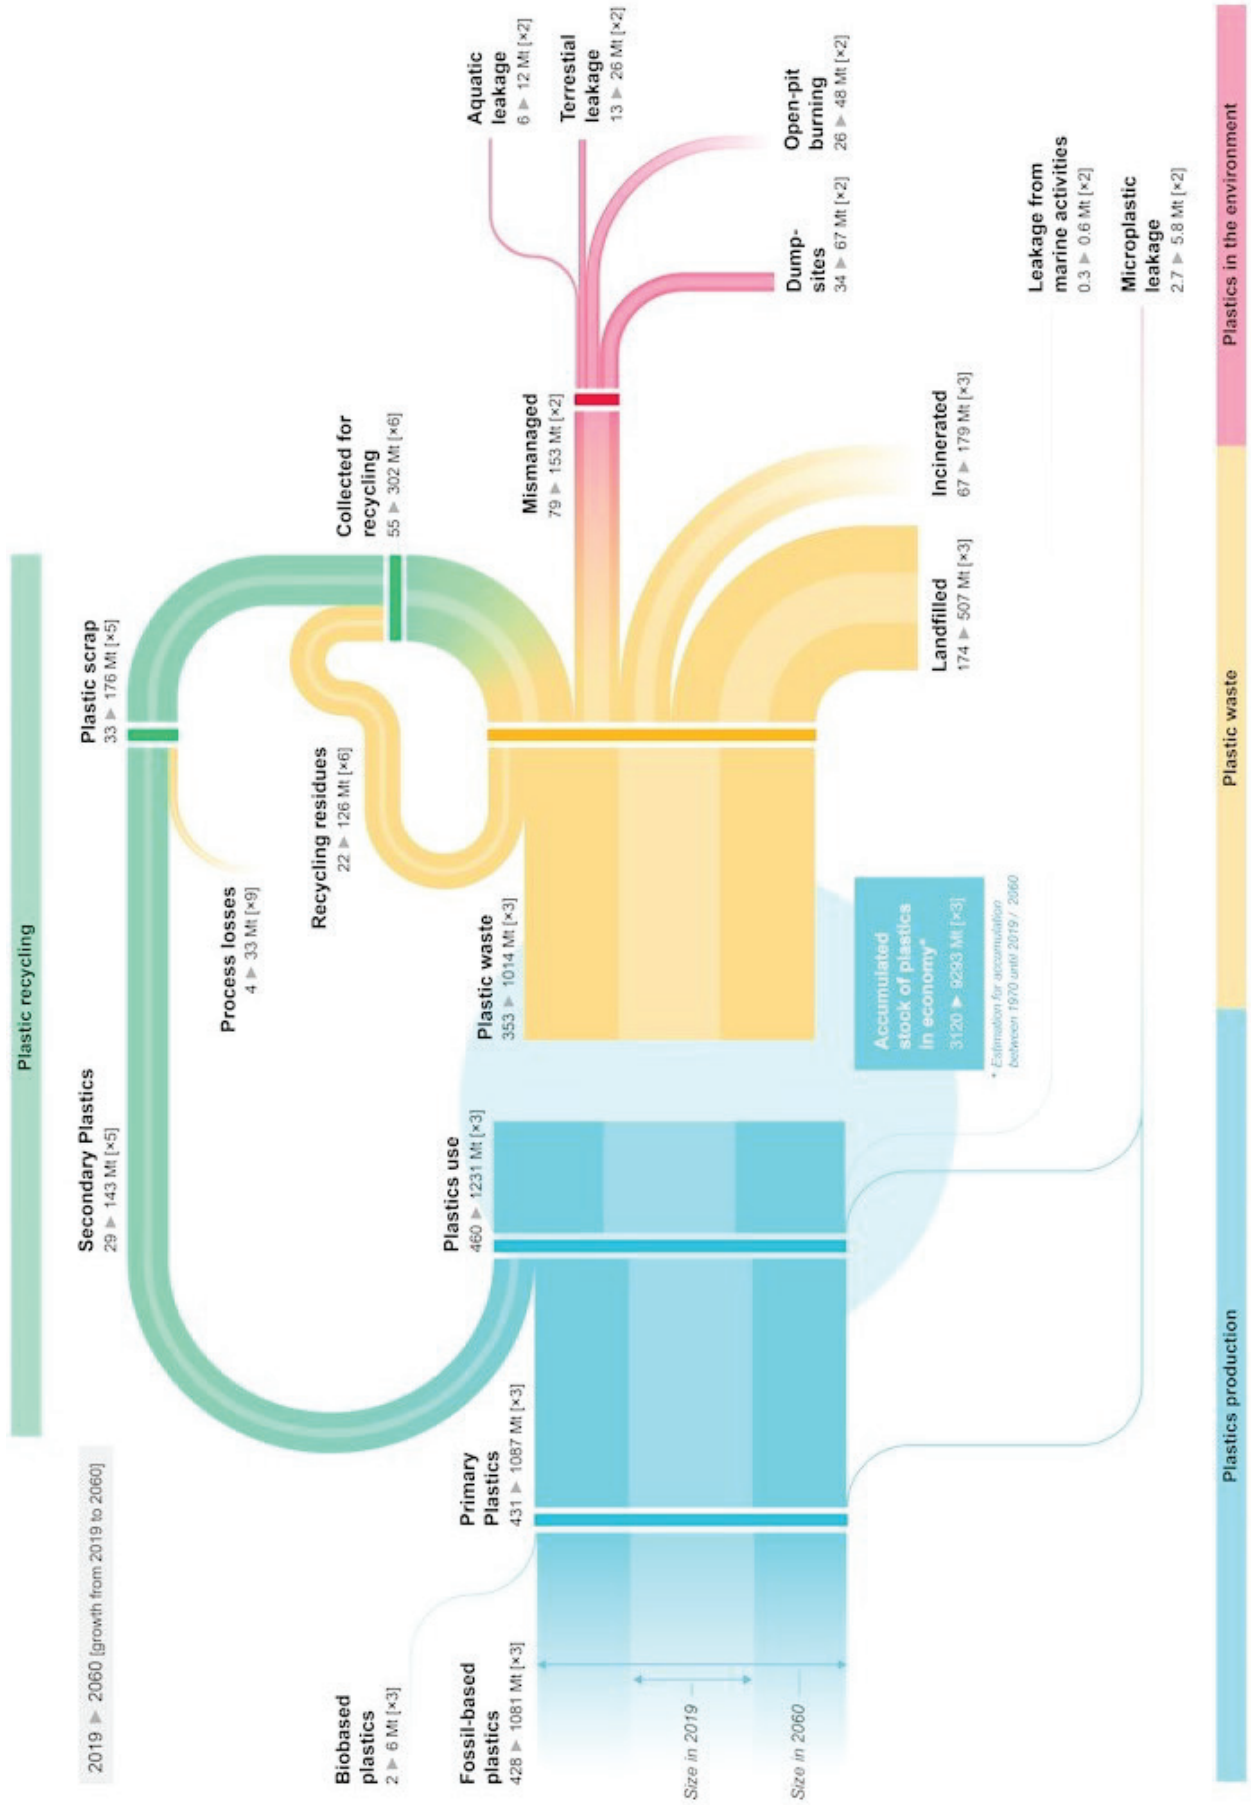 Plastic recycling
2019 ▶ 2060 [growth from 2019 to 2060]
Secondary Plastics
29 ▶ 143 Mt [×5]
Plastic scrap
33 ▶ 176 Mt [×5]
Process losses
4 ▶ 33 Mt [×9]
Recycling residues
22 ▶ 126 Mt [×6]
Collected for
recycling
55 ▶ 302 Mt [×6]
Biobased
plastics
2 ▶ 6 Mt [×3]
Fossil-based
plastics
428 ▶ 1081 Mt [×3]
Primary
Plastics
431 ▶ 1087 Mt [×3]
Plastics use
460 ▶ 1231 Mt [×3]
Plastic waste
353 ▶ 1014 Mt [×3]
Mismanaged
79 ▶ 153 Mt [×2]
Aquatic
leakage
6 ▶ 12 Mt [×2]
Terrestial
leakage
13 ▶ 26 Mt [×2]
Open-pit
burning
26 ▶ 48 Mt [×2]
Dump-
sites
34 ▶ 67 Mt [×2]
Size in 2019
Size in 2060
Accumulated
stock of plastics
in economy*
3120 ▶ 9293 Mt [×3]
* Estimation for accumulation
between 1970 until 2019 / 2060
Landfilled
174 ▶ 507 Mt [×3]
Incinerated
67 ▶ 179 Mt [×3]
Leakage from
marine activities
0.3 ▶ 0.6 Mt [×2]
Microplastic
leakage
2.7 ▶ 5.8 Mt [×2]
Plastics production
Plastic waste
Plastics in the environment